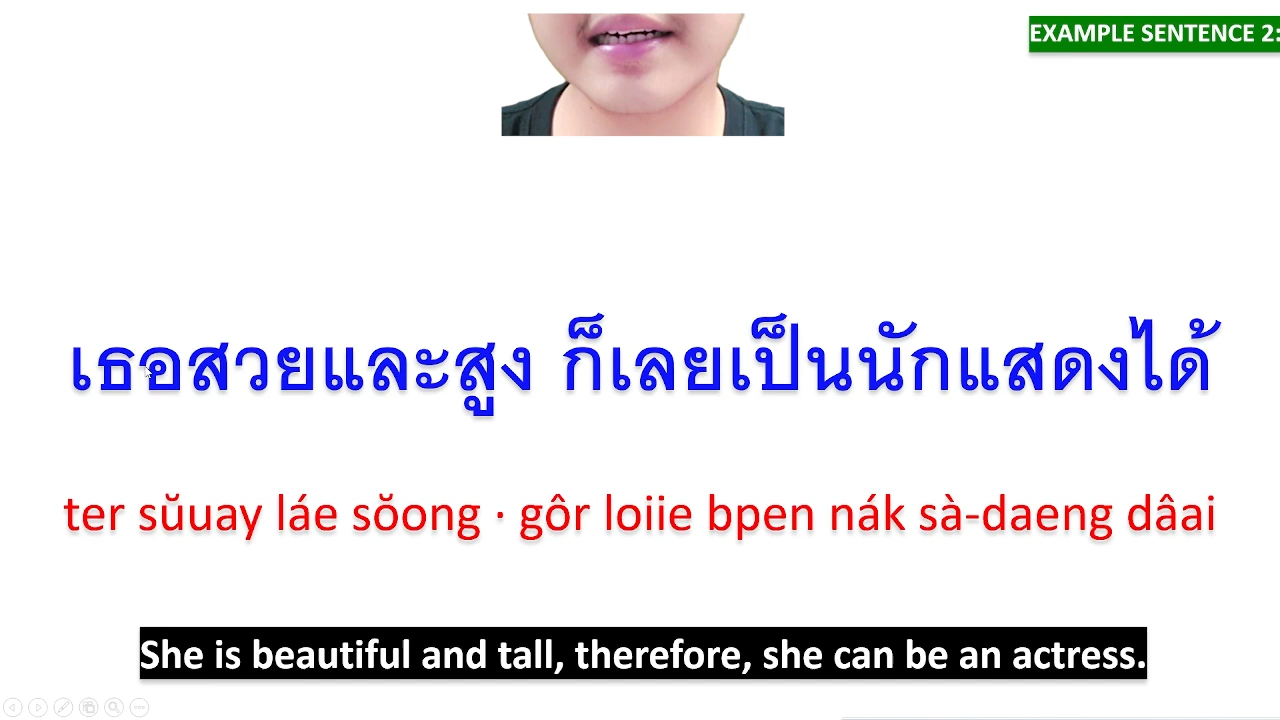 EXAMPLE SENTENCE 2:
เธอสวยและสูง ก็เลยเป็นนักแสดงได้
ter sŭuay láe sŏong · gôr loiie bpen nák sà-daeng dâai
She is beautiful and tall, therefore, she can be an actress.